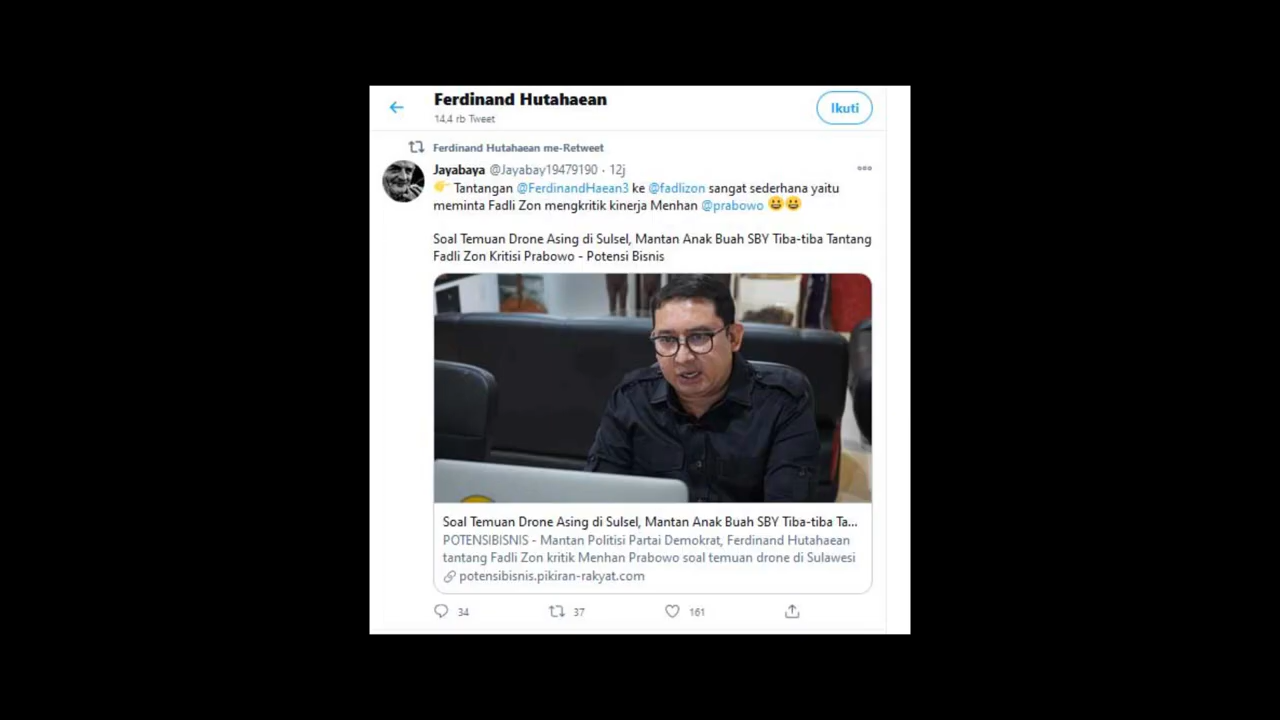 Ferdinand Hutahaean
14,4 rb Tweet
Ikuti
Ferdinand Hutahaean me-Retweet
Jayabaya @Jayabay19479190 · 12j
👉 Tantangan @FerdinandHaean3 ke @fadlizon sangat sederhana yaitu
meminta Fadli Zon mengkritik kinerja Menhan @prabowo 😀😀
Soal Temuan Drone Asing di Sulsel, Mantan Anak Buah SBY Tiba-tiba Tantang
Fadli Zon Kritisi Prabowo - Potensi Bisnis
Soal Temuan Drone Asing di Sulsel, Mantan Anak Buah SBY Tiba-tiba Ta...
POTENSIBISNIS - Mantan Politisi Partai Demokrat, Ferdinand Hutahaean
tantang Fadli Zon kritik Menhan Prabowo soal temuan drone di Sulawesi
potensibisnis.pikiran-rakyat.com
34 37 161